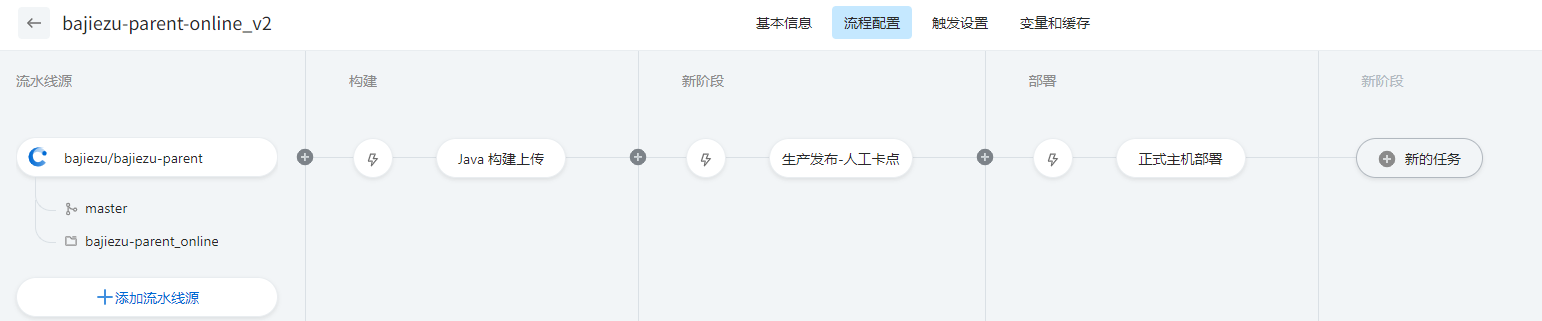 bajiezu-parent-online_v2
基本信息
流程配置
触发设置
变量和缓存
流水线源
构建
新阶段
部署
新阶段
bajiezu/bajiezu-parent
Java 构建上传
生产发布-人工卡点
正式主机部署
新的任务
master
bajiezu-parent_online
添加流水线源